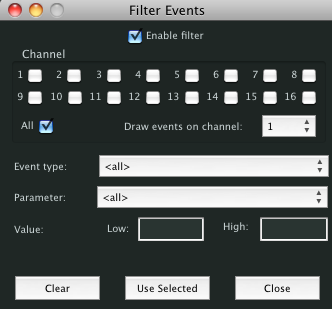 Filter Events
Enable filter
Channel
1 2 3 4 5 6 7 8
9 10 11 12 13 14 15 16
All Draw events on channel: 1
Event type: <all>
Parameter: <all>
Value: Low: High:
Clear Use Selected Close